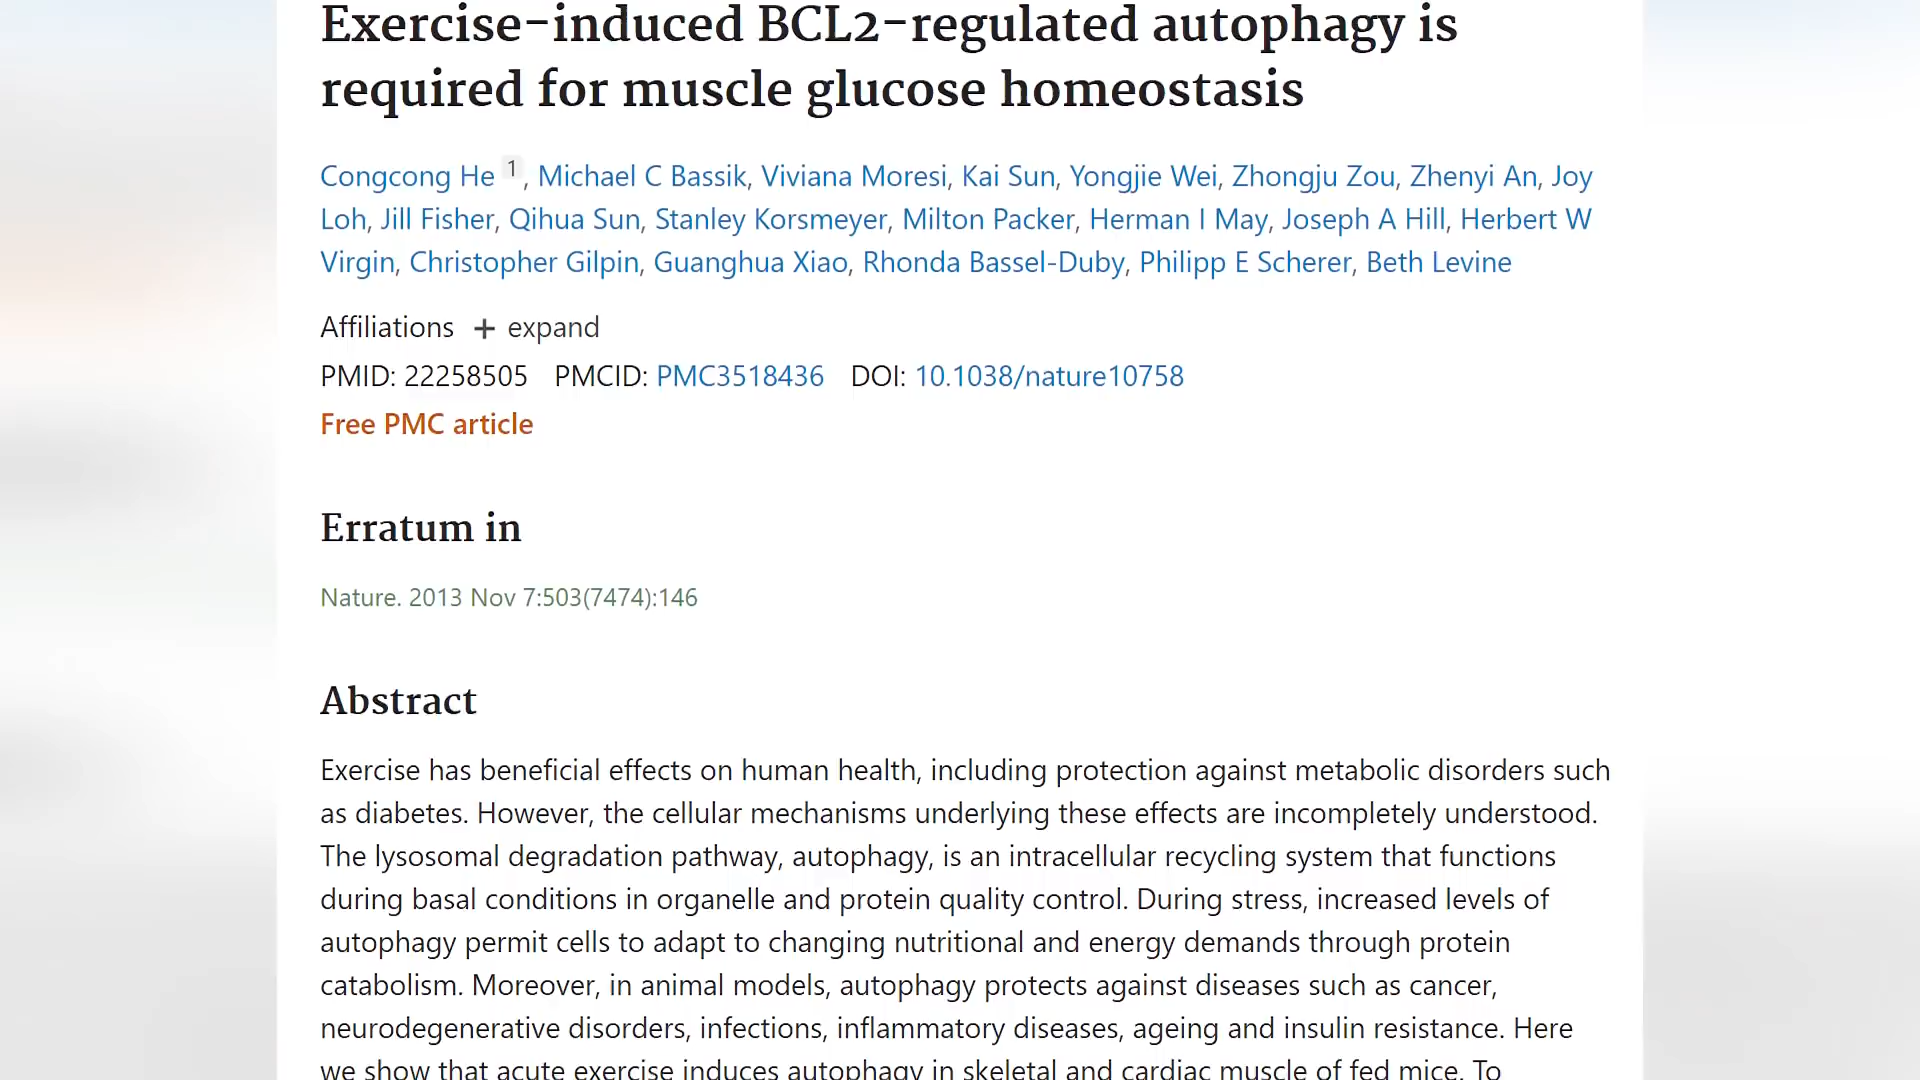 Exercise-induced BCL2-regulated autophagy is
required for muscle glucose homeostasis
Congcong He 1, Michael C Bassik, Viviana Moresi, Kai Sun, Yongjie Wei, Zhongju Zou, Zhenyi An, Joy
Loh, Jill Fisher, Qihua Sun, Stanley Korsmeyer, Milton Packer, Herman I May, Joseph A Hill, Herbert W
Virgin, Christopher Gilpin, Guanghua Xiao, Rhonda Bassel-Duby, Philipp E Scherer, Beth Levine
Affiliations + expand
PMID: 22258505 PMCID: PMC3518436 DOI: 10.1038/nature10758
Free PMC article
Erratum in
Nature. 2013 Nov 7:503(7474):146
Abstract
Exercise has beneficial effects on human health, including protection against metabolic disorders such
as diabetes. However, the cellular mechanisms underlying these effects are incompletely understood.
The lysosomal degradation pathway, autophagy, is an intracellular recycling system that functions
during basal conditions in organelle and protein quality control. During stress, increased levels of
autophagy permit cells to adapt to changing nutritional and energy demands through protein
catabolism. Moreover, in animal models, autophagy protects against diseases such as cancer,
neurodegenerative disorders, infections, inflammatory diseases, ageing and insulin resistance. Here
we show that acute exercise induces autophagy in skeletal and cardiac muscle of fed mice. To